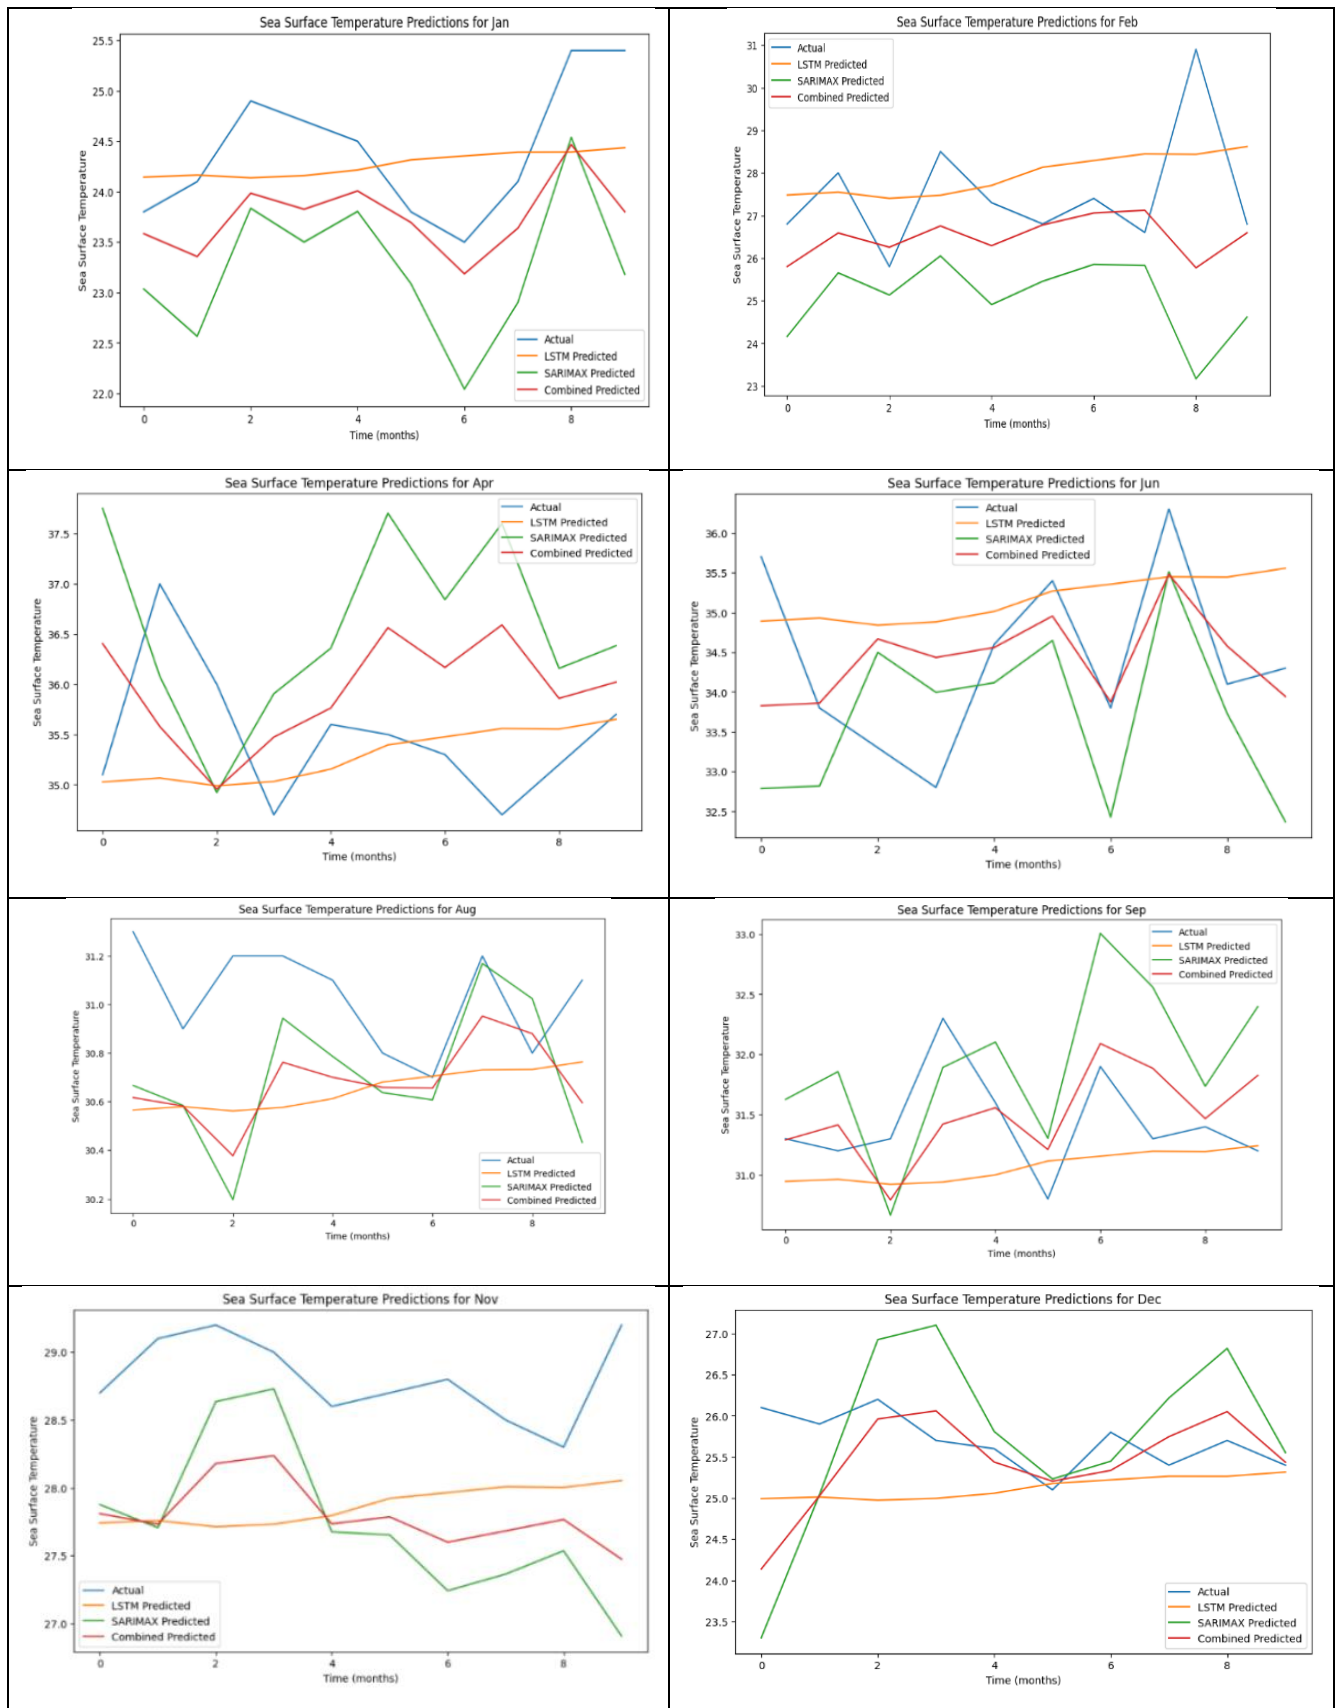 Sea Surface Temperature Predictions for Jan
25.5
25.0
24.5
24.0
23.5
23.0
22.5
22.0
Sea Surface Temperature
Actual
LSTM Predicted
SARIMAX Predicted
Combined Predicted
0 2 4 6 8
Time (months)
Sea Surface Temperature Predictions for Feb
31
30
29
28
27
26
25
24
23
Sea Surface Temperature
Actual
LSTM Predicted
SARIMAX Predicted
Combined Predicted
0 2 4 6 8
Time (months)
Sea Surface Temperature Predictions for Apr
37.5
37.0
36.5
36.0
35.5
35.0
Sea Surface Temperature
Actual
LSTM Predicted
SARIMAX Predicted
Combined Predicted
0 2 4 6 8
Time (months)
Sea Surface Temperature Predictions for Jun
36.0
35.5
35.0
34.5
34.0
33.5
33.0
32.5
Sea Surface Temperature
Actual
LSTM Predicted
SARIMAX Predicted
Combined Predicted
0 2 4 6 8
Time (months)
Sea Surface Temperature Predictions for Aug
31.2
31.0
30.8
30.6
30.4
30.2
Sea Surface Temperature
Actual
LSTM Predicted
SARIMAX Predicted
Combined Predicted
0 2 4 6 8
Time (months)
Sea Surface Temperature Predictions for Sep
33.0
32.5
32.0
31.5
31.0
Sea Surface Temperature
Actual
LSTM Predicted
SARIMAX Predicted
Combined Predicted
0 2 4 6 8
Time (months)
Sea Surface Temperature Predictions for Nov
29.0
28.5
28.0
27.5
27.0
Sea Surface Temperature
Actual
LSTM Predicted
SARIMAX Predicted
Combined Predicted
0 2 4 6 8
Time (months)
Sea Surface Temperature Predictions for Dec
27.0
26.5
26.0
25.5
25.0
24.5
24.0
23.5
Sea Surface Temperature
Actual
LSTM Predicted
SARIMAX Predicted
Combined Predicted
0 2 4 6 8
Time (months)